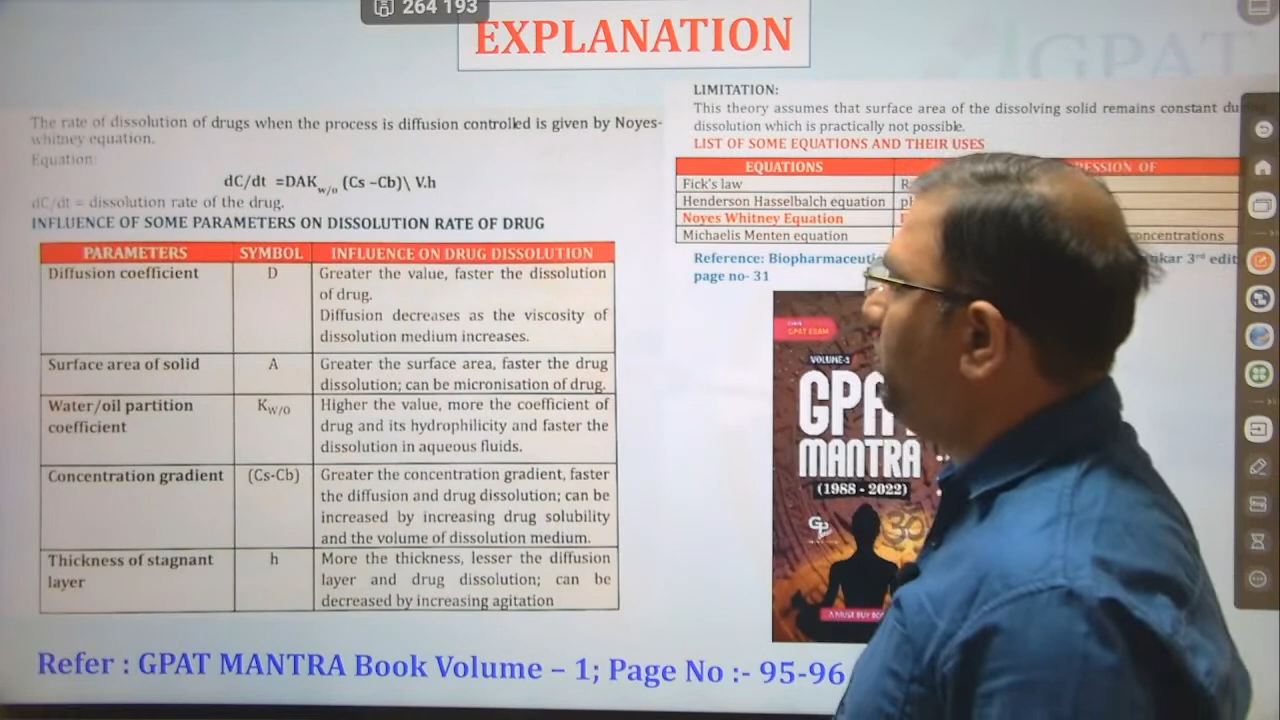 264 193
EXPLANATION
GPAT
The rate of dissolution of drugs when the process is diffusion controlled is given by Noyes-
whitney equation.
Equation:
dC/dt =DAKw/o (Cs –Cb)\ V.h
dC/dt = dissolution rate of the drug.
INFLUENCE OF SOME PARAMETERS ON DISSOLUTION RATE OF DRUG
PARAMETERS SYMBOL INFLUENCE ON DRUG DISSOLUTION
Diffusion coefficient D Greater the value, faster the dissolution
of drug.
Diffusion decreases as the viscosity of
dissolution medium increases.
Surface area of solid A Greater the surface area, faster the drug
dissolution; can be micronisation of drug.
Water/oil partition KW/O Higher the value, more the coefficient of
coefficient drug and its hydrophilicity and faster the
dissolution in aqueous fluids.
Concentration gradient (Cs-Cb) Greater the concentration gradient, faster
the diffusion and drug dissolution; can be
increased by increasing drug solubility
and the volume of dissolution medium.
Thickness of stagnant h More the thickness, lesser the diffusion
layer layer and drug dissolution; can be
decreased by increasing agitation
LIMITATION:
This theory assumes that surface area of the dissolving solid remains constant
dissolution which is practically not possible.
LIST OF SOME EQUATIONS AND THEIR USES
EQUATIONS OF
Fick's law
Henderson Hasselbalch equation
Noyes Whitney Equation
Michaelis Menten equation
Reference: 3rd
page no- 31
GPAT EXAM
VOLUME-1
GPAT
MANTRA
(1988 - 2022)
A MUST BUY
Refer : GPAT MANTRA Book Volume – 1; Page No :- 95-96